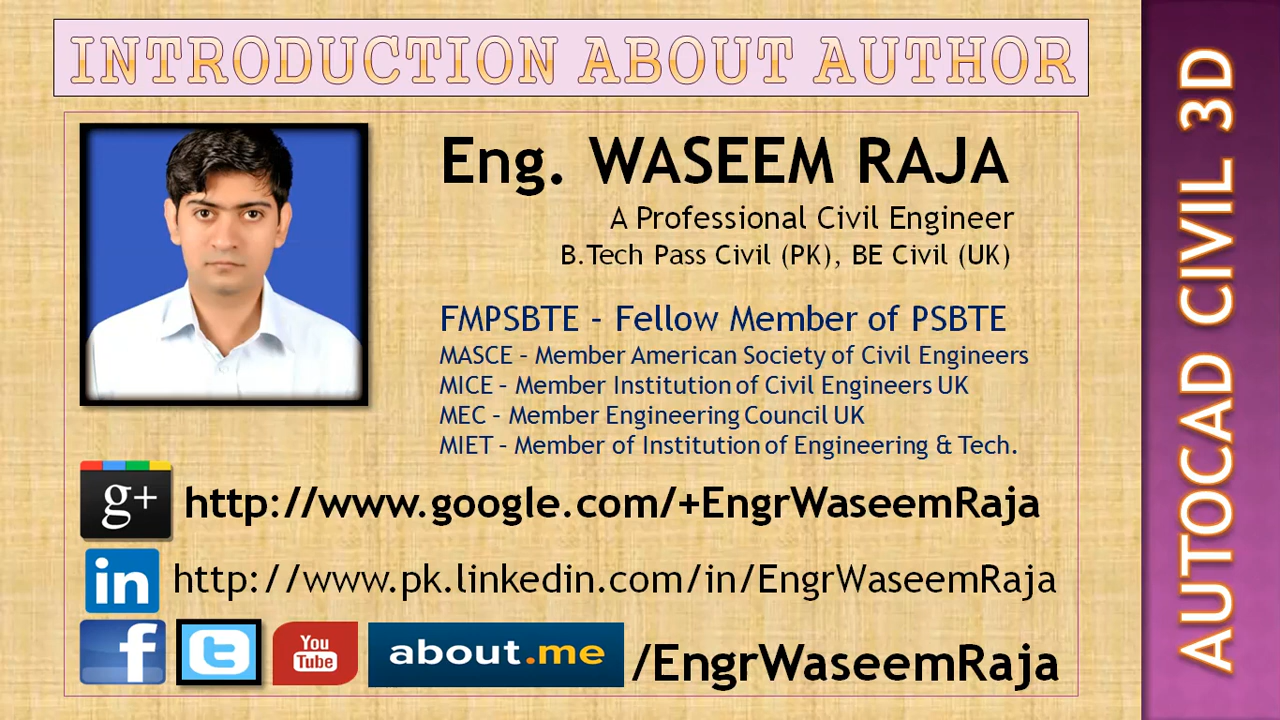 INTRODUCTION ABOUT AUTHOR
Eng. WASEEM RAJA
A Professional Civil Engineer
B.Tech Pass Civil (PK), BE Civil (UK)
FMPSBTE – Fellow Member of PSBTE
MASCE – Member American Society of Civil Engineers
MICE – Member Institution of Civil Engineers UK
MEC – Member Engineering Council UK
MIET – Member of Institution of Engineering & Tech.
g+ http://www.google.com/+EngrWaseemRaja
in http://www.pk.linkedin.com/in/EngrWaseemRaja
f t You Tube about.me /EngrWaseemRaja
AUTOCAD CIVIL 3D